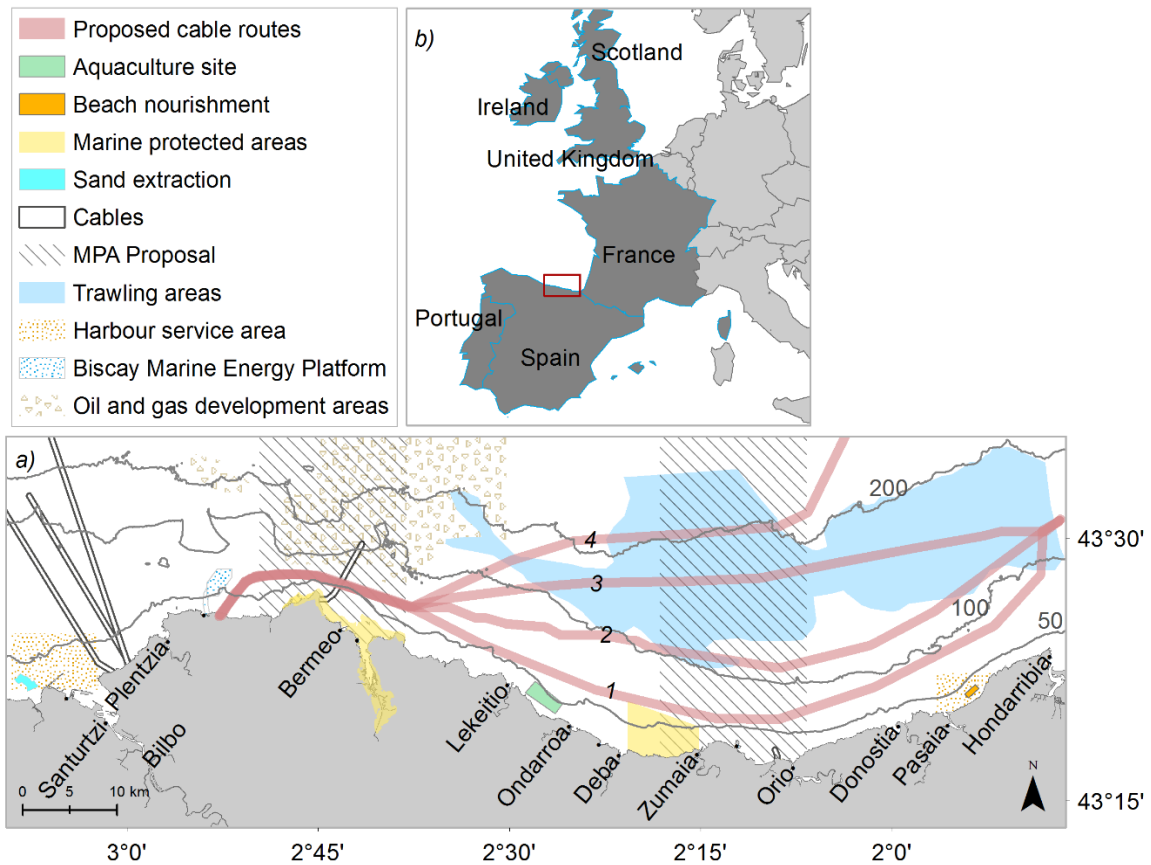 Proposed cable routes
Aquaculture site
Beach nourishment
Marine protected areas
Sand extraction
Cables
MPA Proposal
Trawling areas
Harbour service area
Biscay Marine Energy Platform
Oil and gas development areas
b)
Scotland
Ireland
United Kingdom
France
Portugal
Spain
a)
200
4
43°30'
3
100
2
50
1
Plentzia
Bermeo
Lekeitio
Hondarribia
Santurtzi
Bilbo
Ondarroa
Deba
Zumaia
Orio
Donostia
Pasaia
N
0 5 10 km
43°15'
3°0' 2°45' 2°30' 2°15' 2°0'